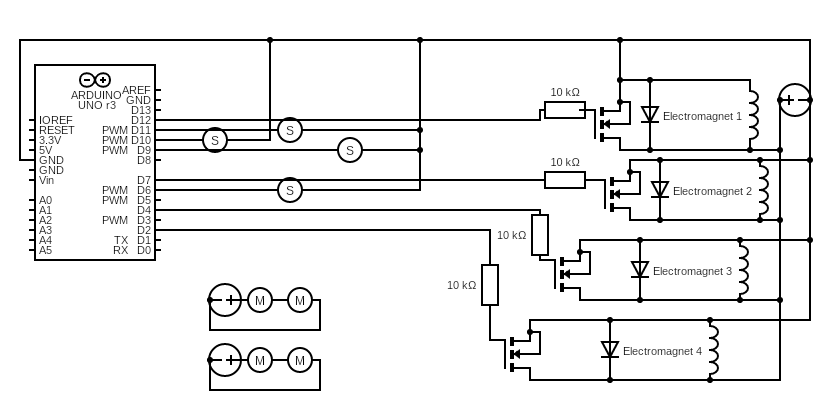 ARDUINO
UNO r3
AREF
GND
D13
D12
IOREF
RESET PWM D11
3.3V PWM D10
5V PWM D9
GND D8
GND
Vin D7
PWM D6
A0 PWM D5
A1 D4
A2 PWM D3
A3 D2
A4 TX D1
A5 RX D0
S
S
S
S
10 kΩ
Electromagnet 1
10 kΩ
Electromagnet 2
10 kΩ
Electromagnet 3
10 kΩ
Electromagnet 4
M M
M M